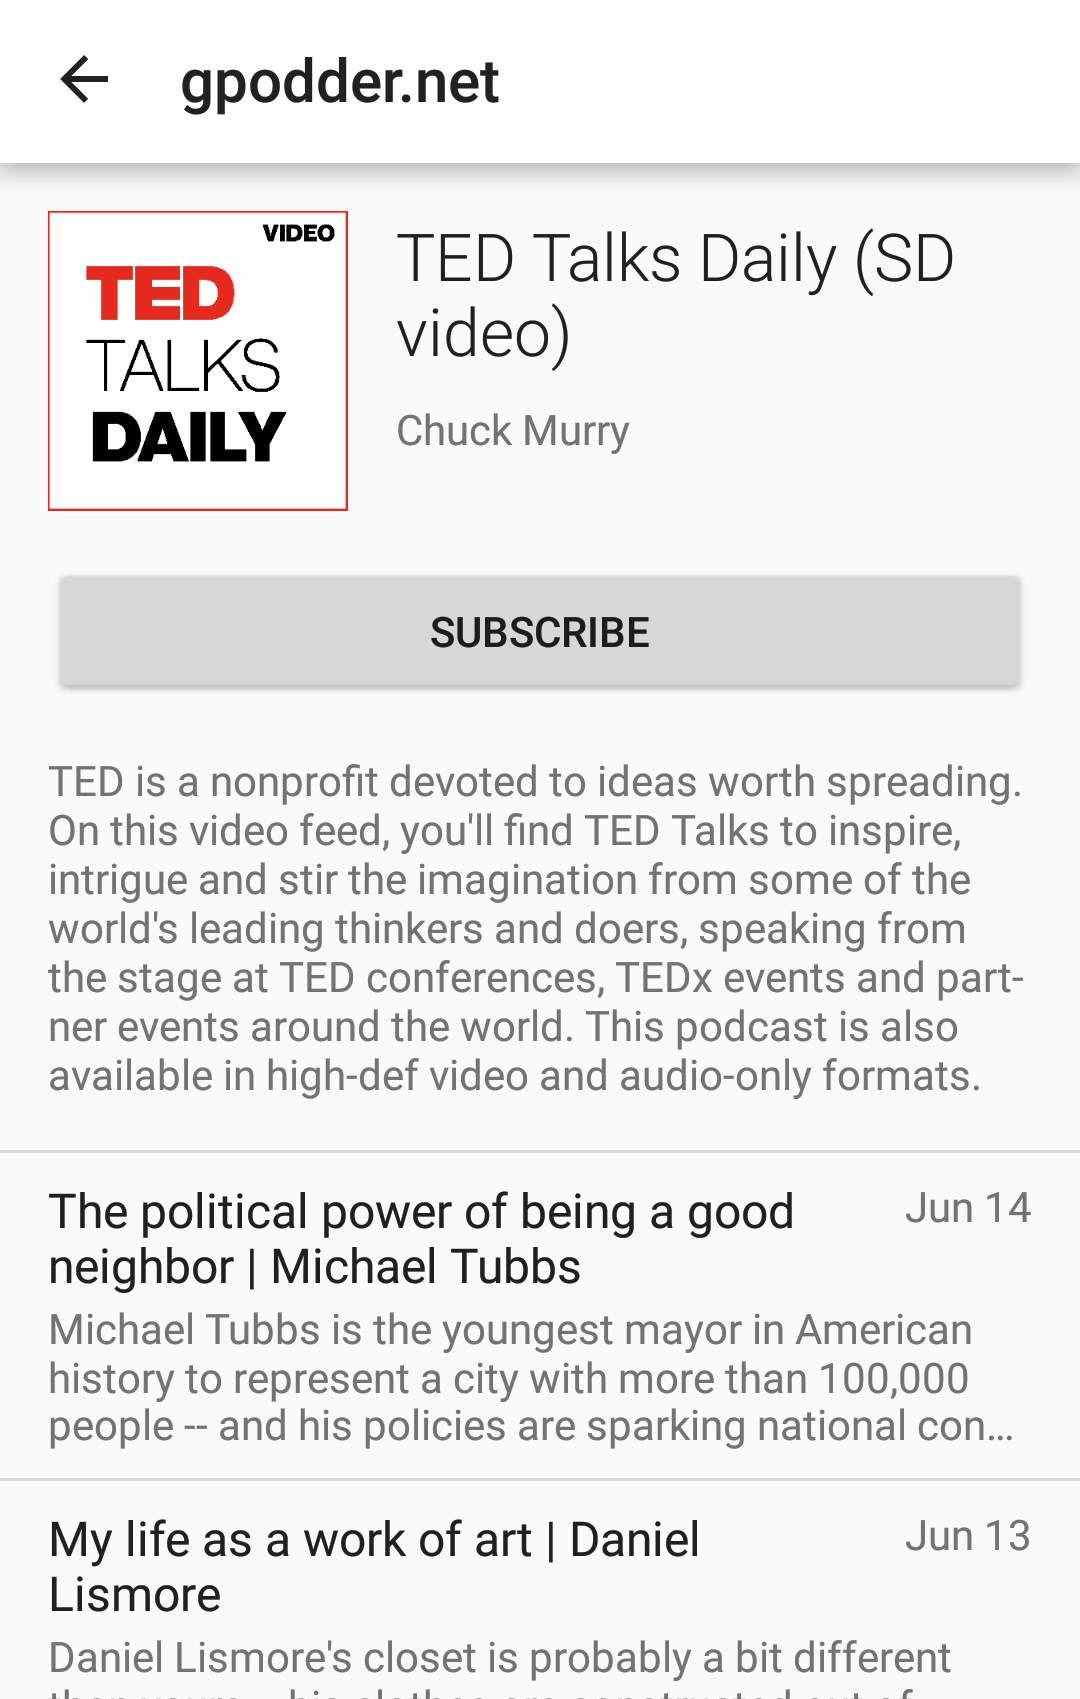 gpodder.net
VIDEO
TED
TALKS
DAILY
TED Talks Daily (SD
video)
Chuck Murry
SUBSCRIBE
TED is a nonprofit devoted to ideas worth spreading.
On this video feed, you'll find TED Talks to inspire,
intrigue and stir the imagination from some of the
world's leading thinkers and doers, speaking from
the stage at TED conferences, TEDx events and part-
ner events around the world. This podcast is also
available in high-def video and audio-only formats.
The political power of being a good
neighbor | Michael Tubbs
Jun 14
Michael Tubbs is the youngest mayor in American
history to represent a city with more than 100,000
people -- and his policies are sparking national con…
My life as a work of art | Daniel
Lismore
Jun 13
Daniel Lismore's closet is probably a bit different